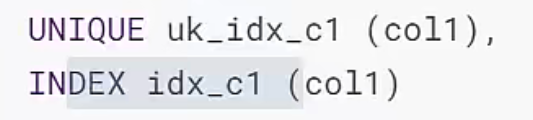 UNIQUE uk_idx_c1 (col1),
INDEX idx_c1 (col1)